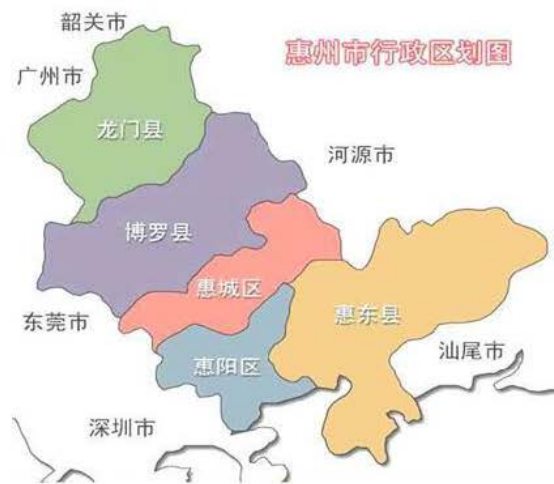 韶关市
惠州市行政区划图
广州市
龙门县
河源市
博罗县
惠城区
惠东县
东莞市
汕尾市
惠阳区
深圳市